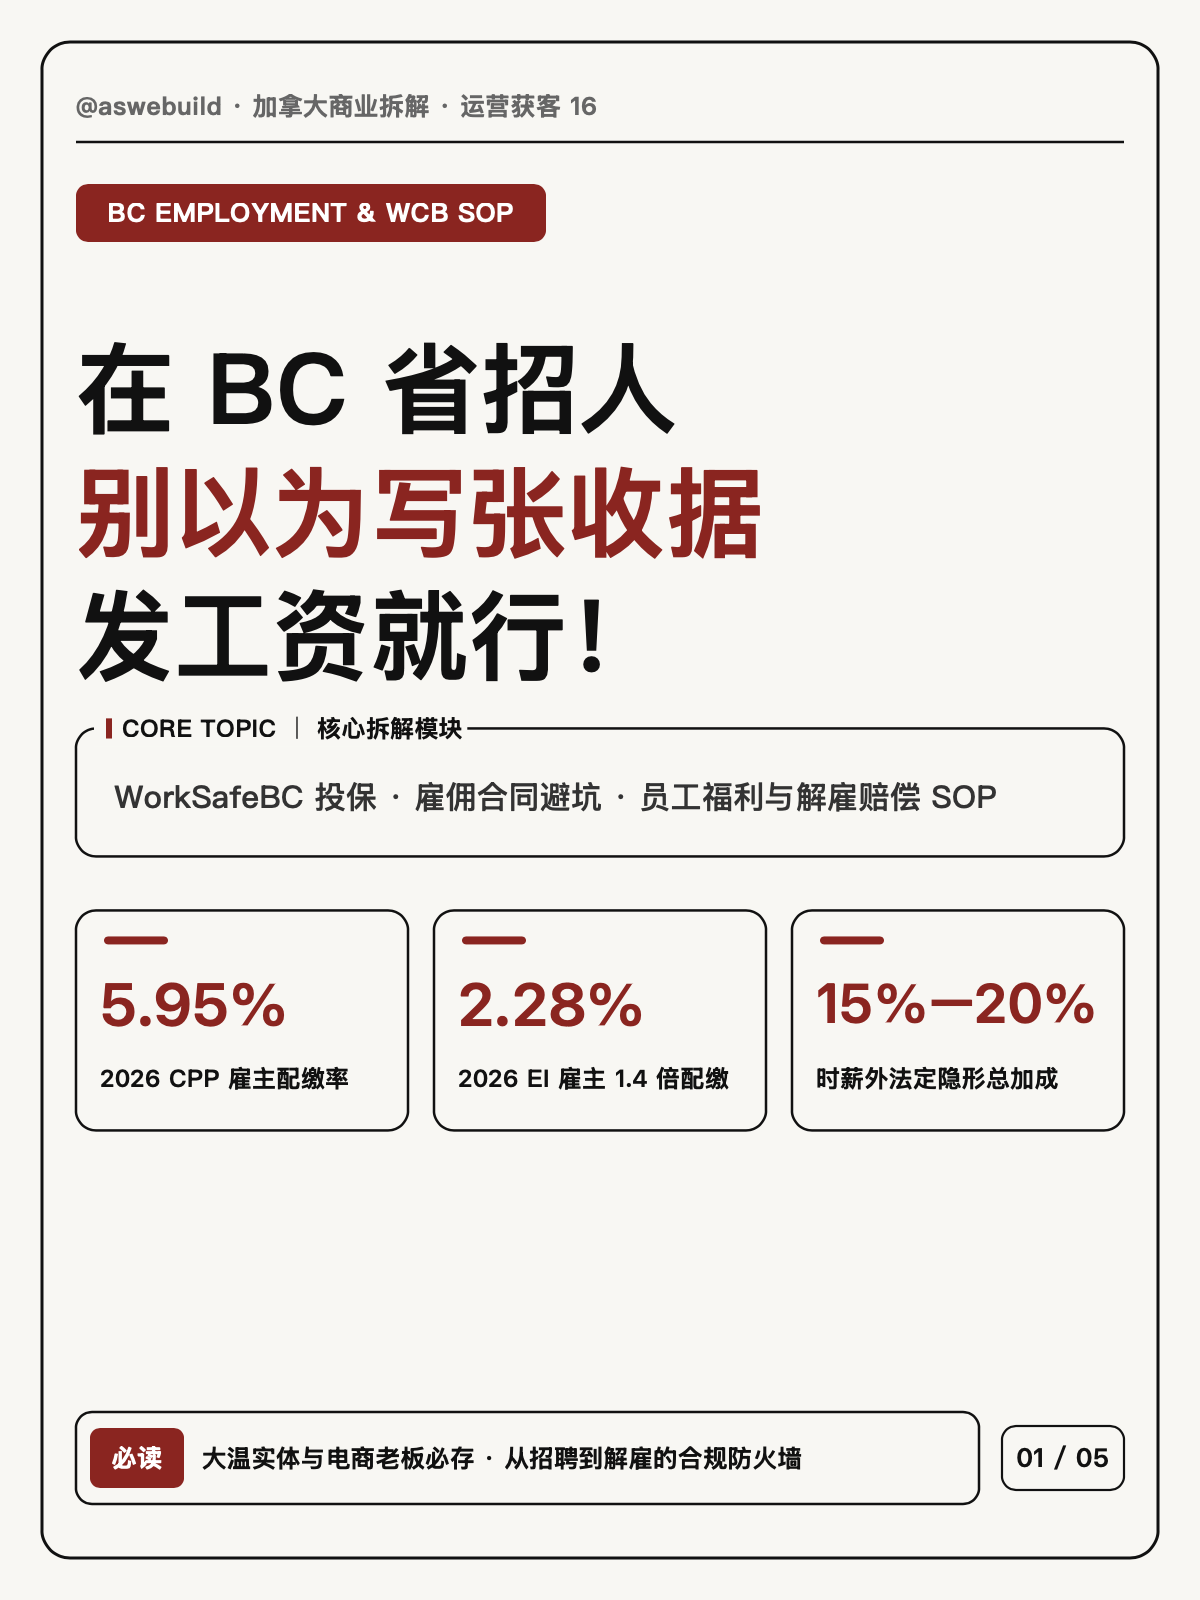 @aswebuild · 加拿大商业拆解 · 运营获客 16
BC EMPLOYMENT & WCB SOP
在 BC 省招人
别以为写张收据
发工资就行！
CORE TOPIC | 核心拆解模块
WorkSafeBC 投保 · 雇佣合同避坑 · 员工福利与解雇赔偿 SOP
5.95%
2026 CPP 雇主配缴率
2.28%
2026 EI 雇主 1.4 倍配缴
15%—20%
时薪外法定隐形总加成
必读 大温实体与电商老板必存 · 从招聘到解雇的合规防火墙
01 / 05